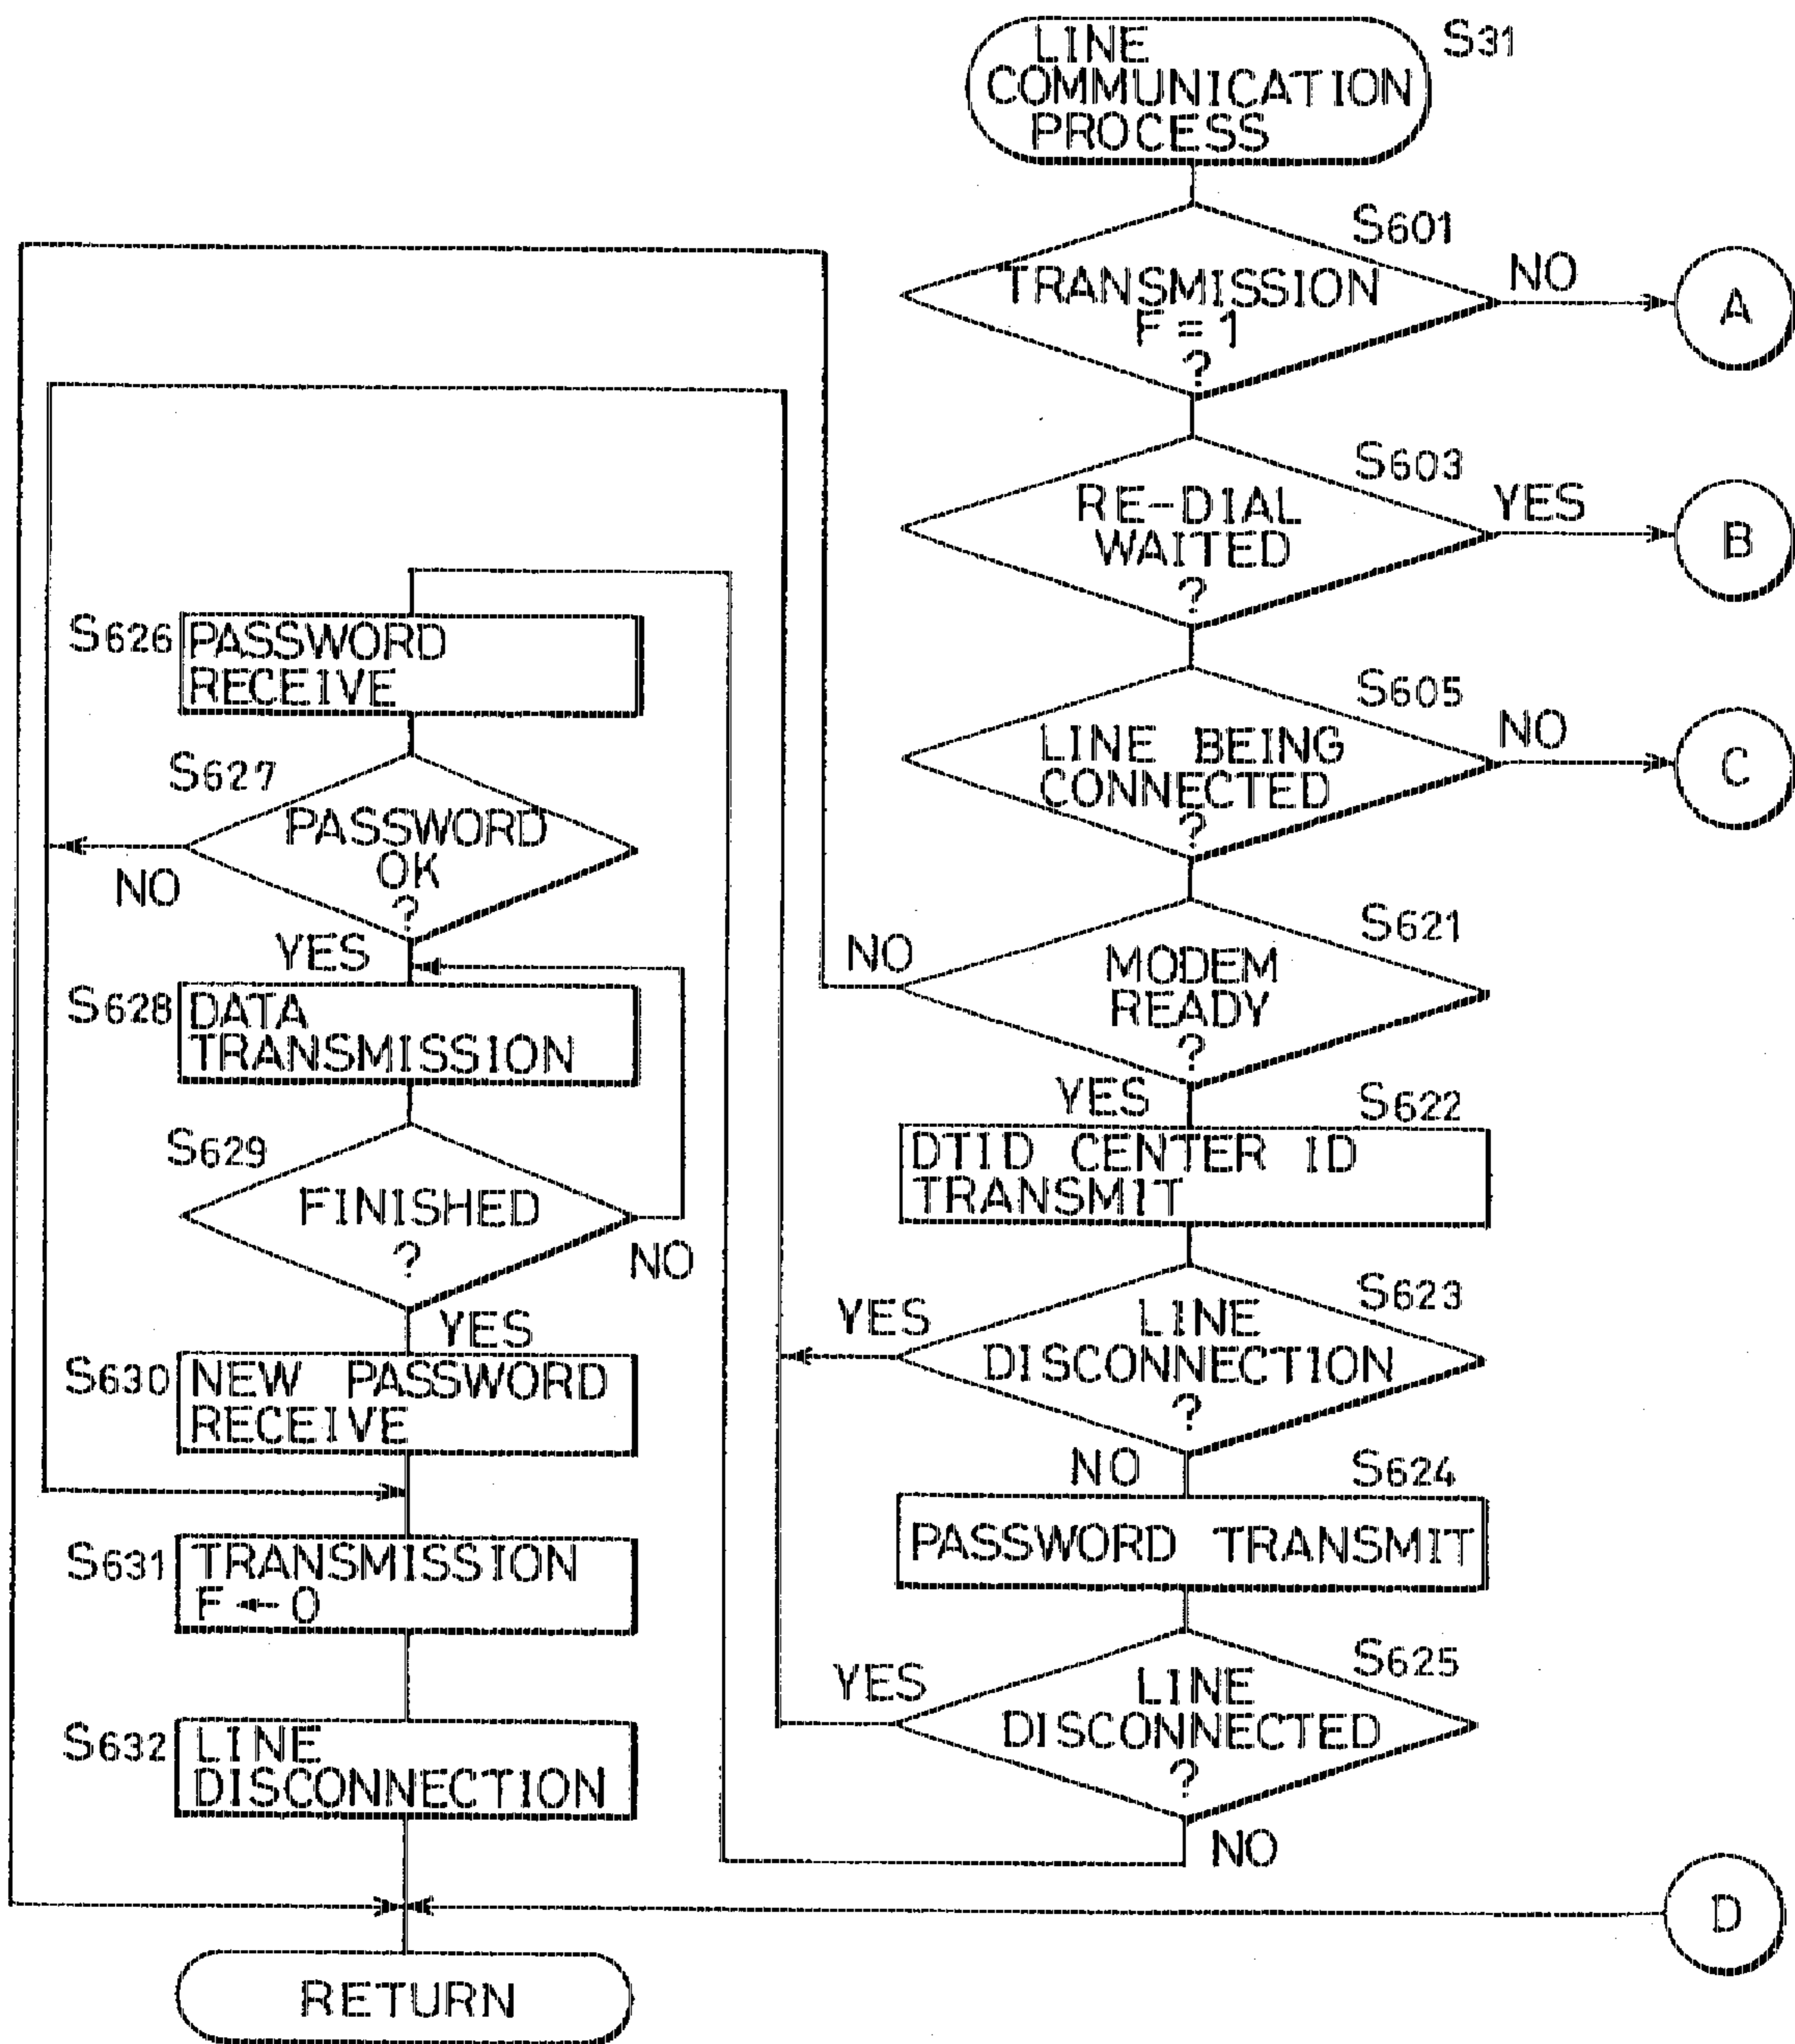 LINE
COMMUNICATION
PROCESS
S31
S601
TRANSMISSION
F = 1
?
NO
A
S603
RE-DIAL
WAITED
?
YES
B
S605
LINE BEING
CONNECTED
?
NO
C
S621
MODEM
READY
?
NO
YES
S622
DTID CENTER ID
TRANSMIT
S623
LINE
DISCONNECTION
?
YES
NO
S624
PASSWORD TRANSMIT
S625
LINE
DISCONNECTED
?
YES
NO
S626
PASSWORD
RECEIVE
S627
PASSWORD
OK
?
NO
YES
S628
DATA
TRANSMISSION
S629
FINISHED
?
NO
YES
S630
NEW PASSWORD
RECEIVE
S631
TRANSMISSION
F ← 0
S632
LINE
DISCONNECTION
D
RETURN